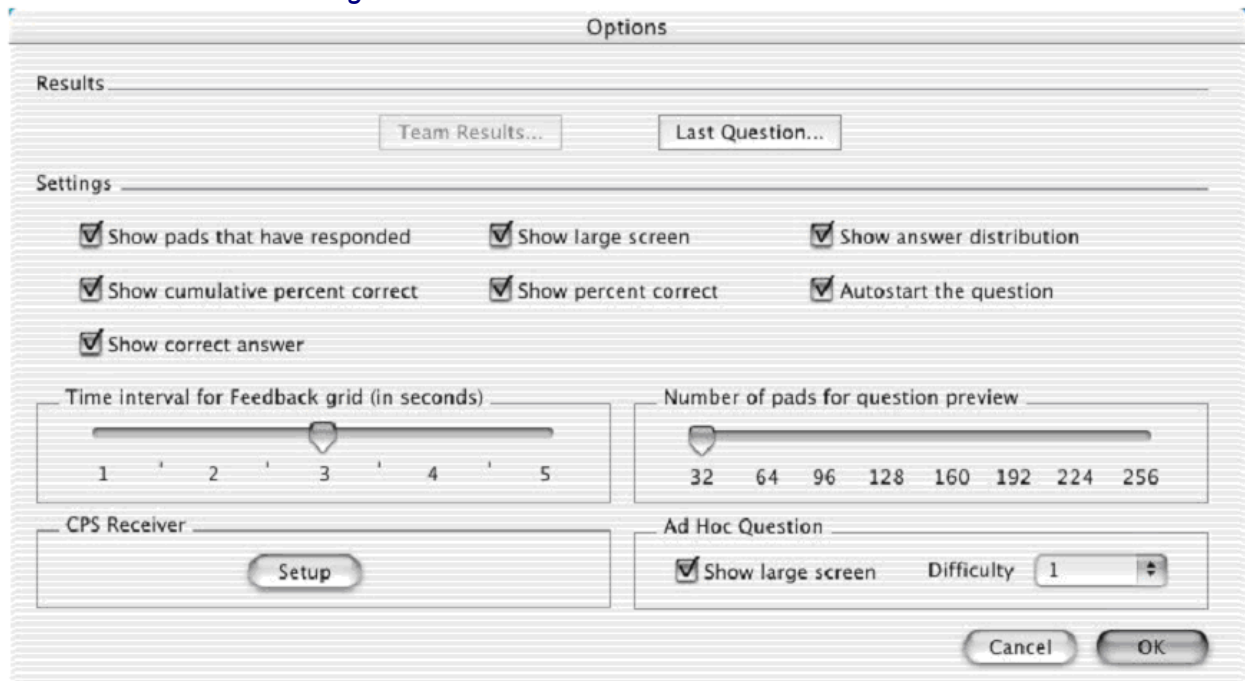 Options
Results
Team Results... Last Question...
Settings
Show pads that have responded Show large screen Show answer distribution
Show cumulative percent correct Show percent correct Autostart the question
Show correct answer
Time interval for Feedback grid (in seconds) Number of pads for question preview
1 ' 2 ' 3 ' 4 ' 5 32 64 96 128 160 192 224 256
CPS Receiver Ad Hoc Question
Setup Show large screen Difficulty 1
Cancel OK